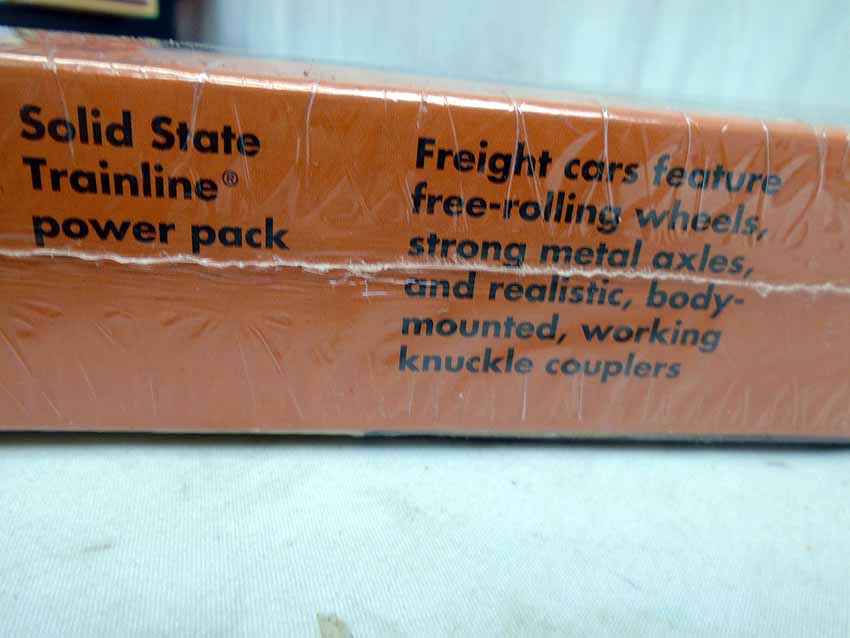 Solid State
Trainline®
power pack
Freight cars feature
free-rolling wheels,
strong metal axles,
and realistic, body-
mounted, working
knuckle couplers